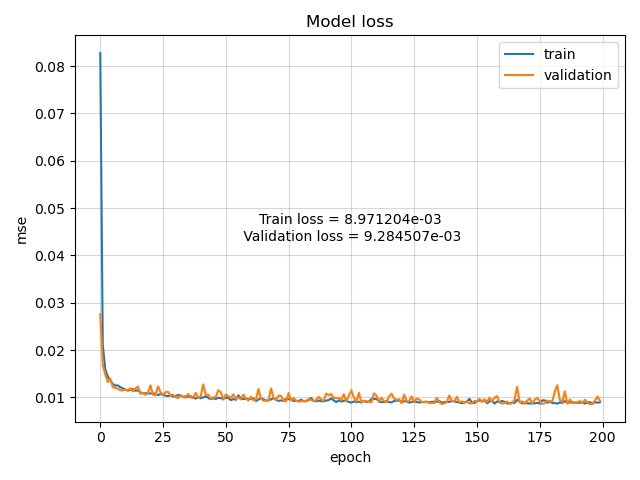 Model loss
train
validation
0.08
0.07
0.06
0.05
0.04
0.03
0.02
0.01
mse
Train loss = 8.971204e-03
Validation loss = 9.284507e-03
0 25 50 75 100 125 150 175 200
epoch